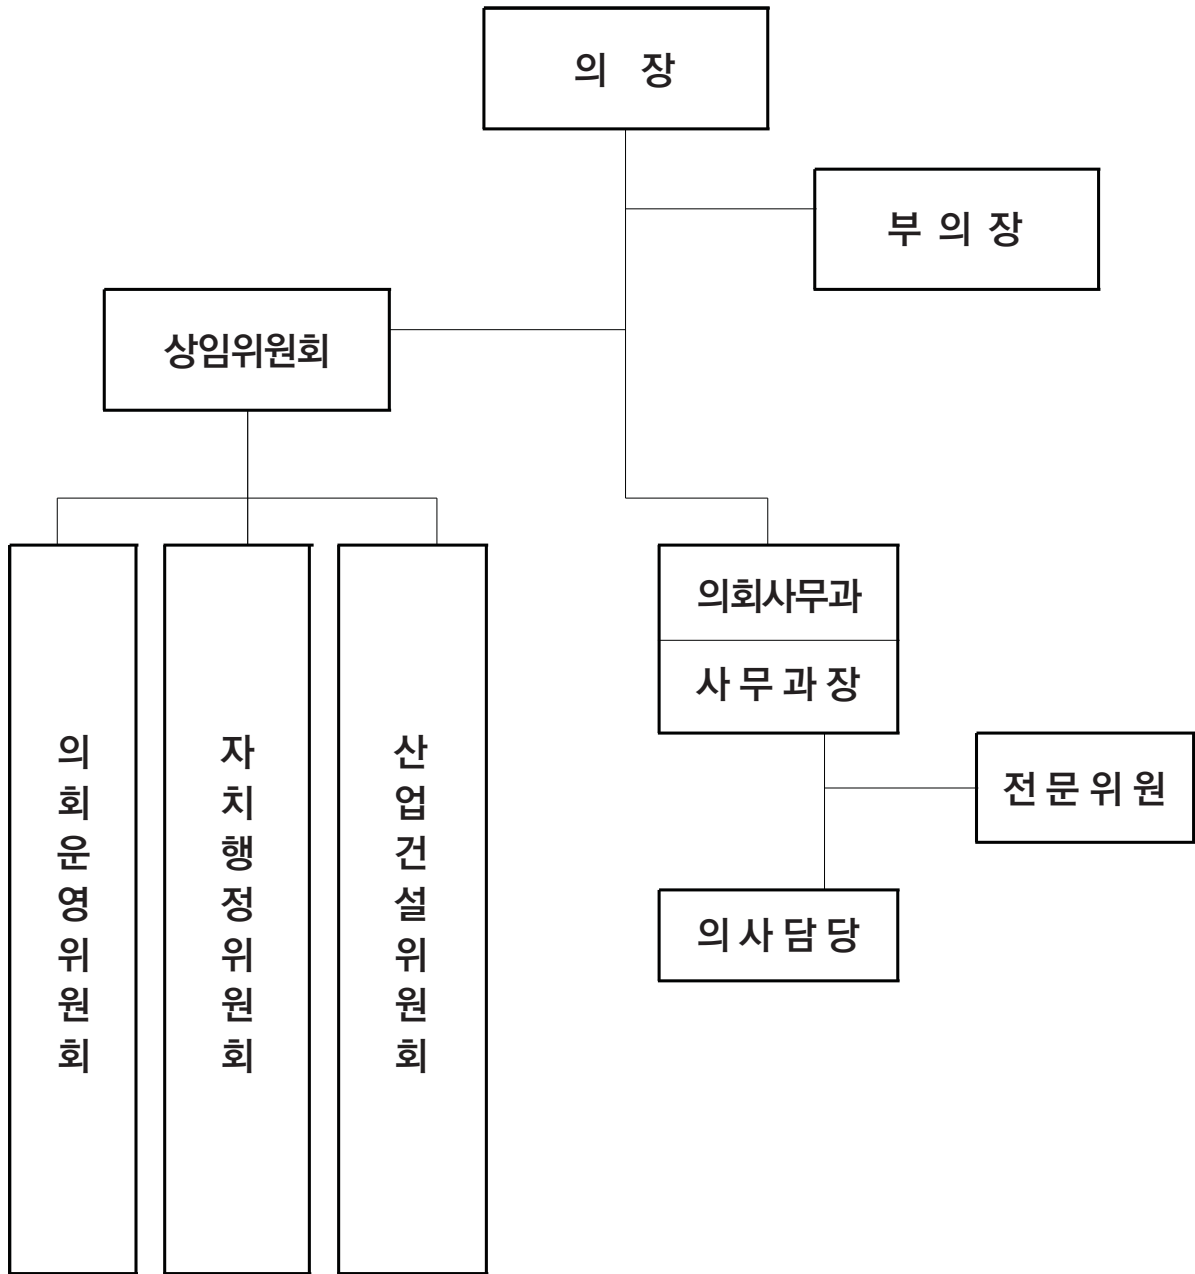 의 장
부 의 장
상임위원회
의회사무과
사 무 과 장
의회운영위원회
자치행정위원회
산업건설위원회
전 문 위 원
의 사 담 당